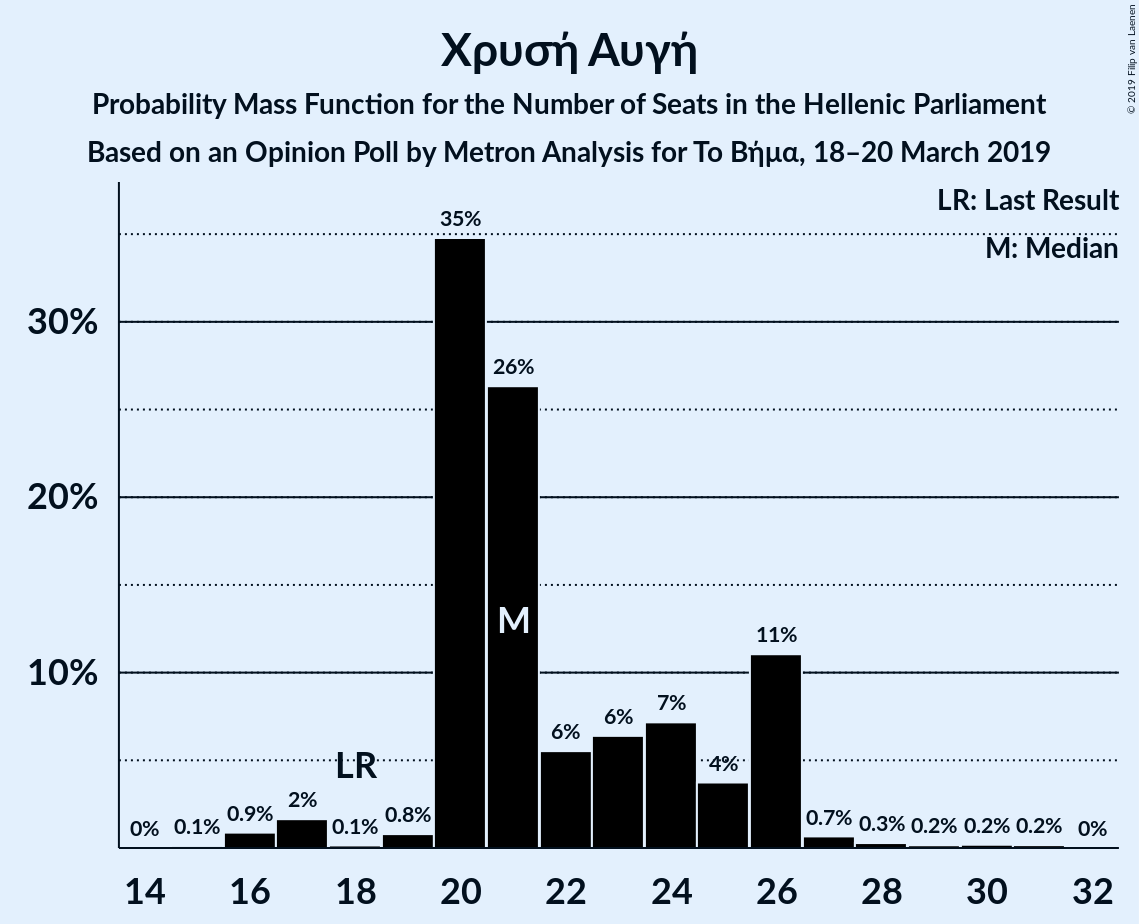 Χρυσή Αυγή
Probability Mass Function for the Number of Seats in the Hellenic Parliament
Based on an Opinion Poll by Metron Analysis for Το Βήμα, 18–20 March 2019
© 2019 Filip van Laenen
LR: Last Result
M: Median
30%
20%
10%
0%
0.1%
0.9%
2%
0.1%
LR
0.8%
35%
26%
M
6%
6%
7%
4%
11%
0.7%
0.3%
0.2%
0.2%
0.2%
0%
14 16 18 20 22 24 26 28 30 32